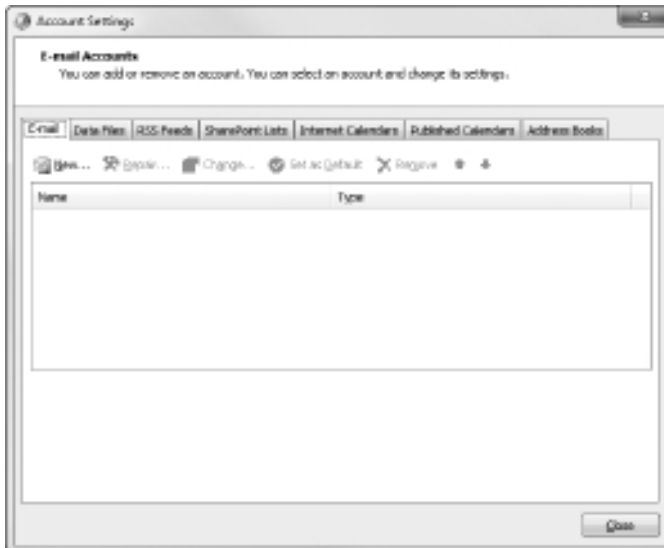 Account Settings
E-mail Accounts
You can add or remove an account. You can select an account and change its settings.
E-mail Data Files RSS Feeds SharePoint Lists Internet Calendars Published Calendars Address Books
New... Repair... Change... Set as Default Remove
Name Type
Close